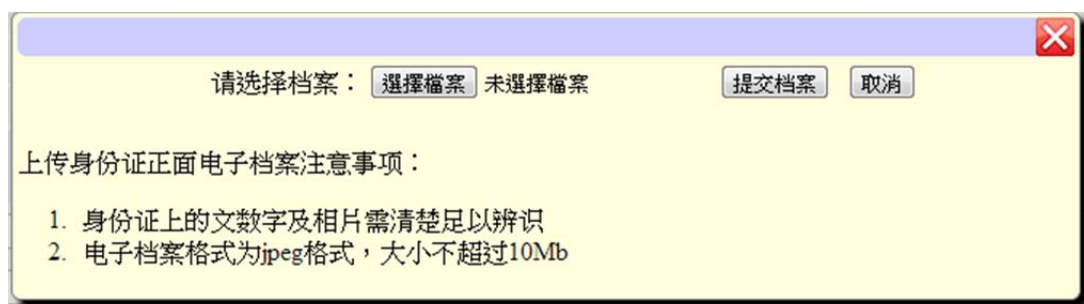 请选择档案： 選擇檔案 未選擇檔案 提交档案 取消
上传身份证正面电子档案注意事项：
1. 身份证上的文数字及相片需清楚足以辨识
2. 电子档案格式为jpeg格式，大小不超过10Mb